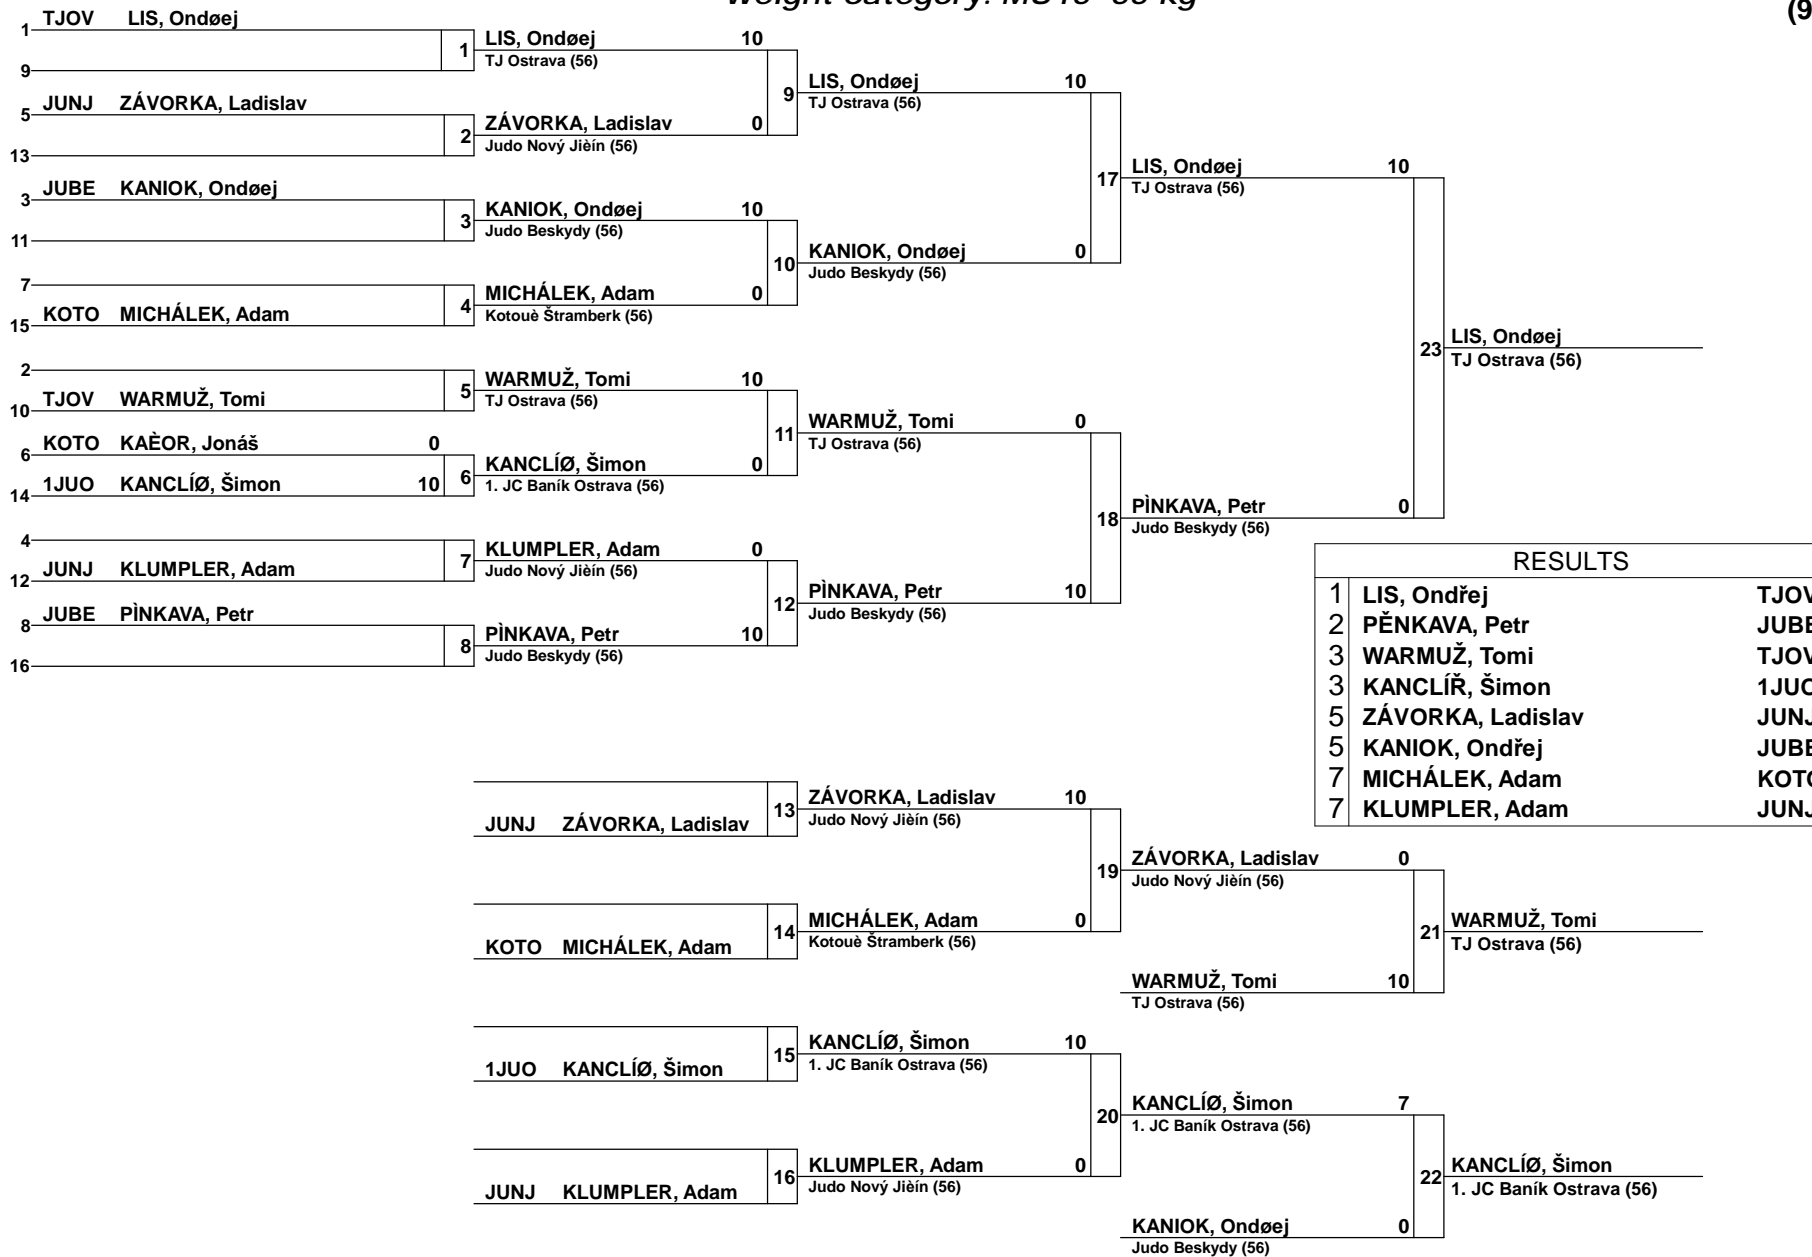 (9
1 TJOV LIS, Ondøej
9
1 LIS, Ondøej 10
TJ Ostrava (56)
5 JUNJ ZÁVORKA, Ladislav
13
2 ZÁVORKA, Ladislav 0
Judo Nový Jièín (56)
9 LIS, Ondøej 10
TJ Ostrava (56)
3 JUBE KANIOK, Ondøej
11
3 KANIOK, Ondøej 10
Judo Beskydy (56)
7
15 KOTO MICHÁLEK, Adam
4 MICHÁLEK, Adam 0
Kotouè Štramberk (56)
10 KANIOK, Ondøej 0
Judo Beskydy (56)
17 LIS, Ondøej 10
TJ Ostrava (56)
2
10 TJOV WARMUŽ, Tomi
5 WARMUŽ, Tomi 10
TJ Ostrava (56)
6 KOTO KAÈOR, Jonáš 0
14 1JUO KANCLÍØ, Šimon 10
6 KANCLÍØ, Šimon 0
1. JC Baník Ostrava (56)
11 WARMUŽ, Tomi 0
TJ Ostrava (56)
4
12 JUNJ KLUMPLER, Adam
7 KLUMPLER, Adam 0
Judo Nový Jièín (56)
8 JUBE PÌNKAVA, Petr
16
8 PÌNKAVA, Petr 10
Judo Beskydy (56)
12 PÌNKAVA, Petr 10
Judo Beskydy (56)
18 PÌNKAVA, Petr 0
Judo Beskydy (56)
23 LIS, Ondøej
TJ Ostrava (56)
RESULTS
1 LIS, Ondřej TJOV
2 PĚNKAVA, Petr JUBE
3 WARMUŽ, Tomi TJOV
3 KANCLÍŘ, Šimon 1JUO
5 ZÁVORKA, Ladislav JUNJ
5 KANIOK, Ondřej JUBE
7 MICHÁLEK, Adam KOTO
7 KLUMPLER, Adam JUNJ
JUNJ ZÁVORKA, Ladislav
13 ZÁVORKA, Ladislav 10
Judo Nový Jièín (56)
KOTO MICHÁLEK, Adam
14 MICHÁLEK, Adam 0
Kotouè Štramberk (56)
19 ZÁVORKA, Ladislav 0
Judo Nový Jièín (56)
WARMUŽ, Tomi 10
TJ Ostrava (56)
21 WARMUŽ, Tomi
TJ Ostrava (56)
1JUO KANCLÍØ, Šimon
15 KANCLÍØ, Šimon 10
1. JC Baník Ostrava (56)
JUNJ KLUMPLER, Adam
16 KLUMPLER, Adam 0
Judo Nový Jièín (56)
20 KANCLÍØ, Šimon 7
1. JC Baník Ostrava (56)
KANIOK, Ondøej 0
Judo Beskydy (56)
22 KANCLÍØ, Šimon
1. JC Baník Ostrava (56)